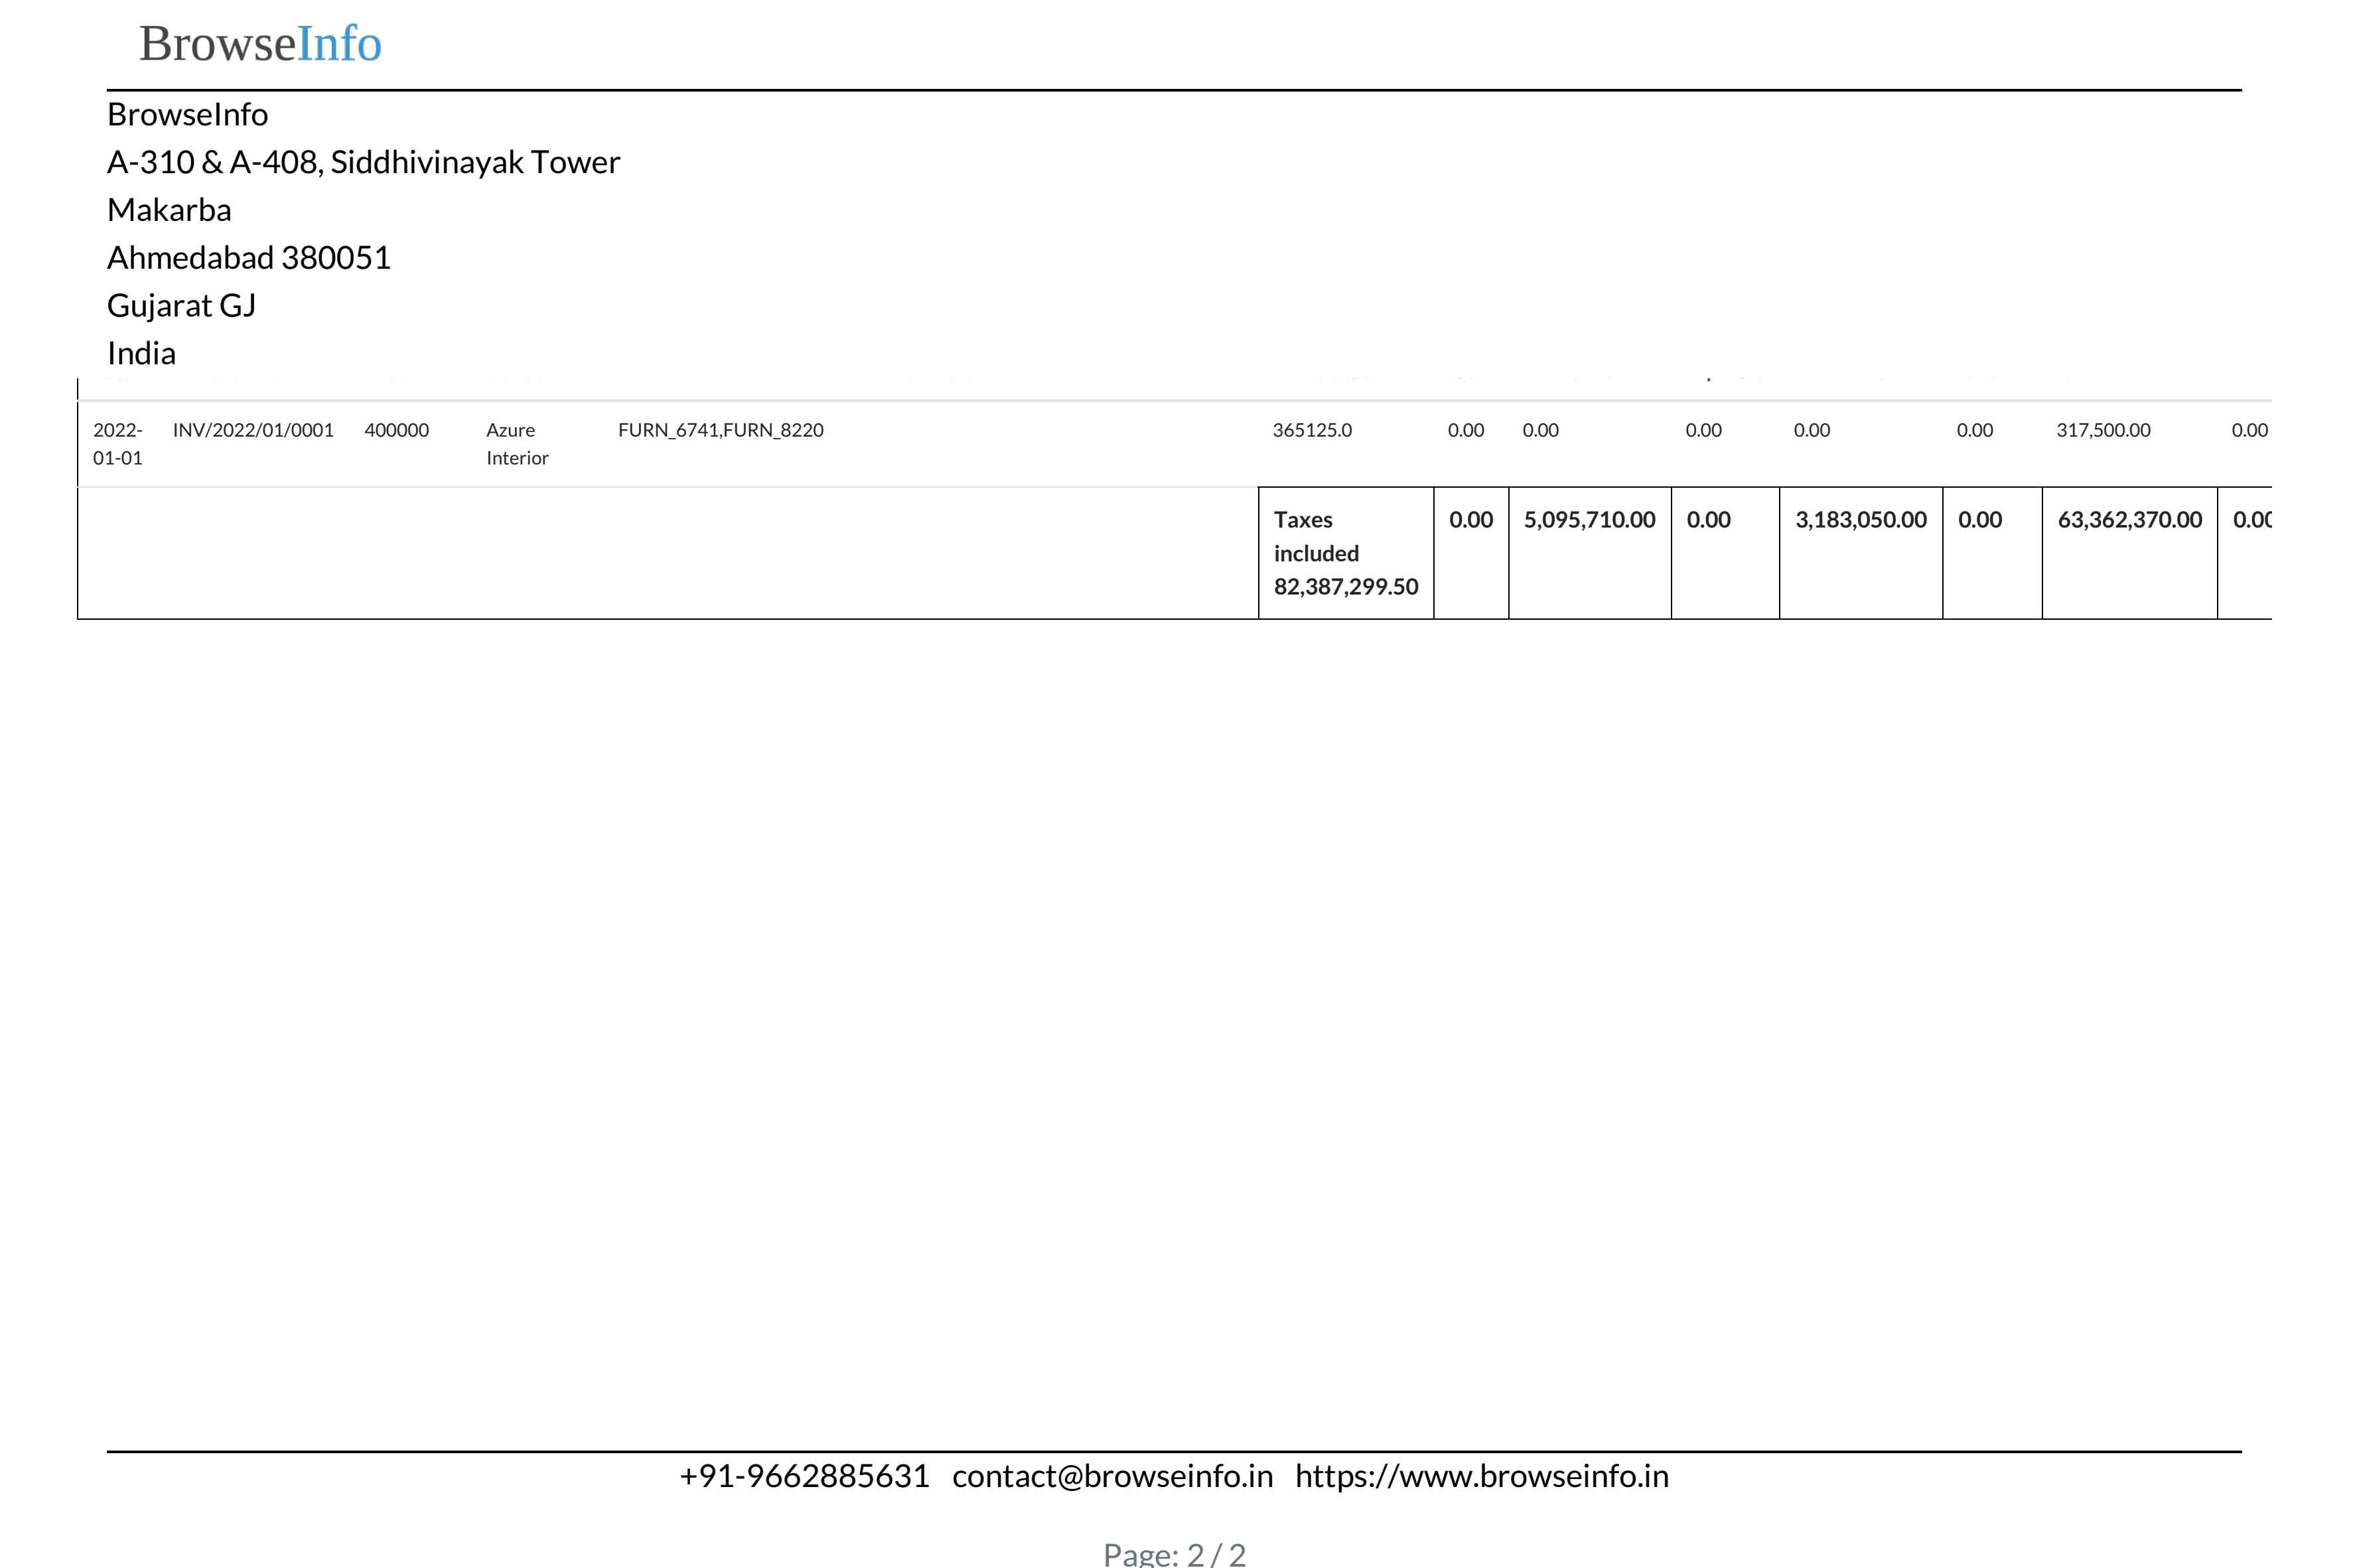 BrowseInfo
BrowseInfo
A-310 & A-408, Siddhivinayak Tower
Makarba
Ahmedabad 380051
Gujarat GJ
India
2022- INV/2022/01/0001 400000 Azure FURN_6741,FURN_8220 365125.0 0.00 0.00 0.00 0.00 0.00 317,500.00 0.00
01-01 Interior
Taxes 0.00 5,095,710.00 0.00 3,183,050.00 0.00 63,362,370.00 0.00
included
82,387,299.50
+91-9662885631 contact@browseinfo.in https://www.browseinfo.in
Page: 2 / 2